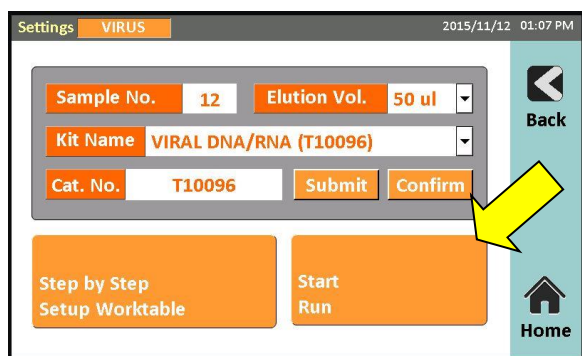 Settings VIRUS 2015/11/12 01:07 PM
Sample No. 12 Elution Vol. 50 ul
Kit Name VIRAL DNA/RNA (T10096)
Cat. No. T10096 Submit Confirm
Back
Step by Step
Setup Worktable
Start
Run
Home